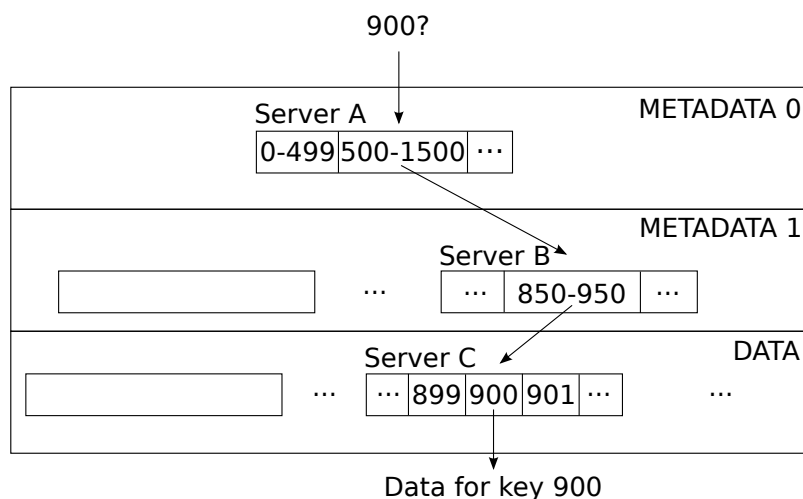 900?
METADATA 0
Server A
0-499 500-1500 ...
METADATA 1
Server B
... ... 850-950 ...
DATA
Server C
... ... 899 900 901 ... ...
Data for key 900